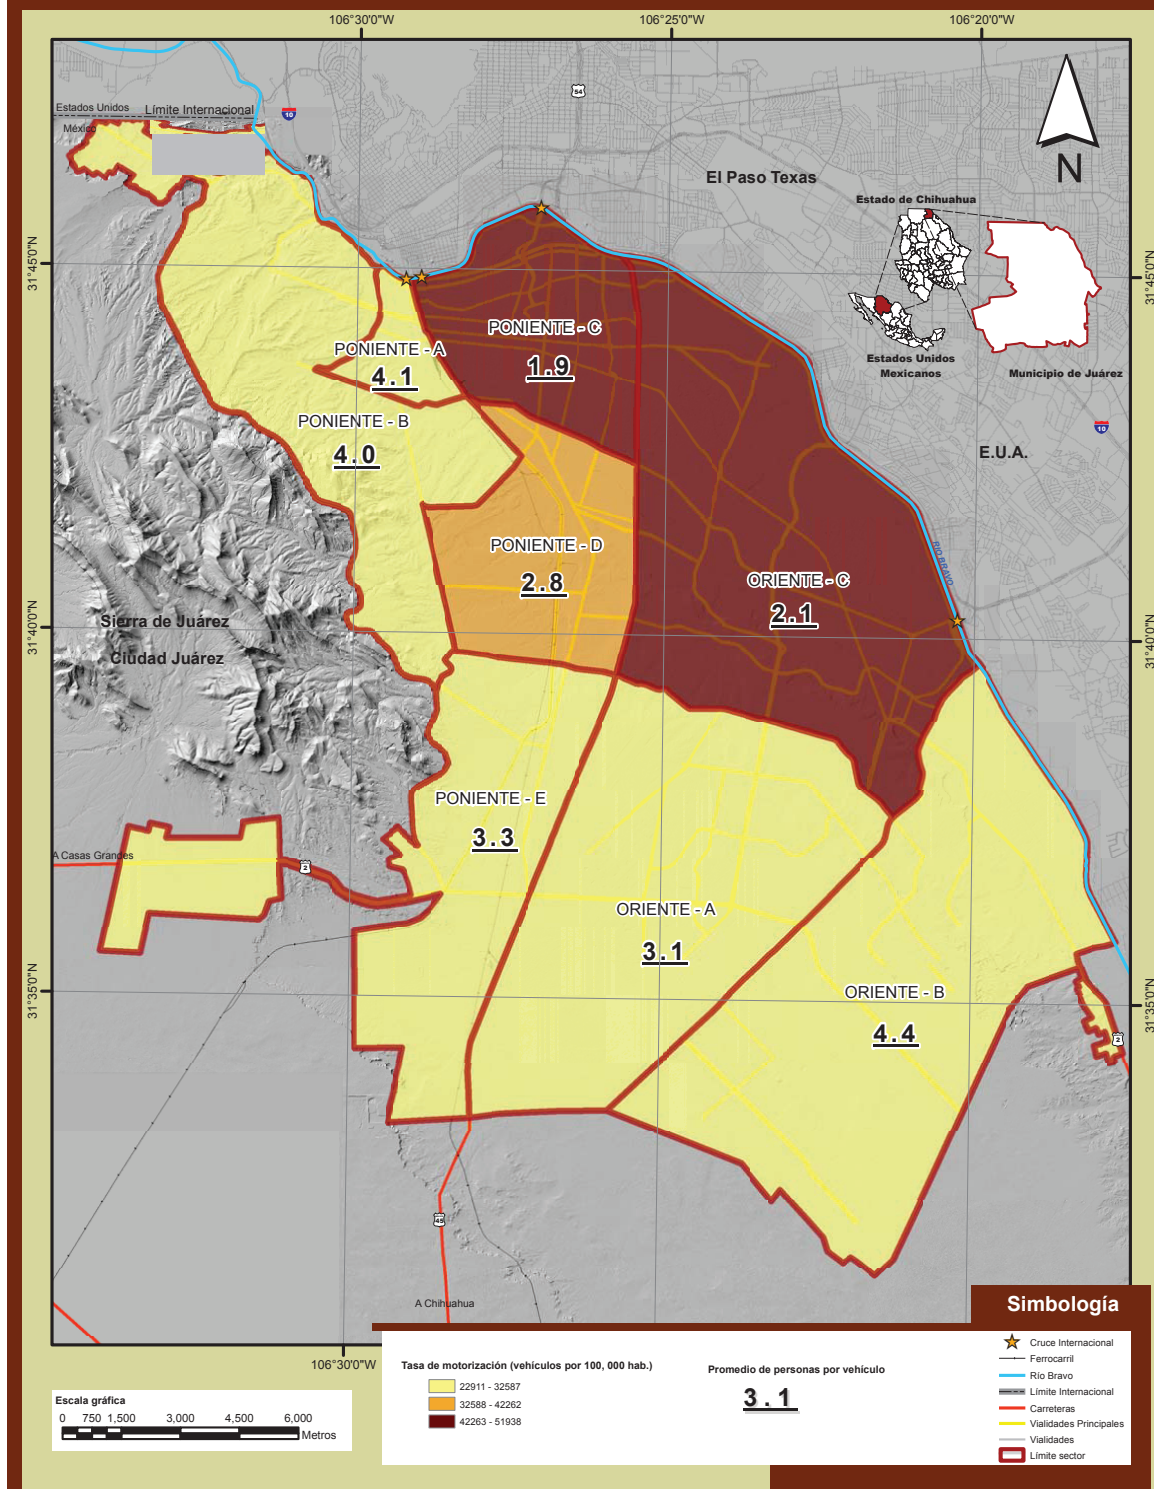 106°30'0"W
106°25'0"W
106°20'0"W
54
Estados Unidos
Límite Internacional
10
México
El Paso Texas
N
Estado de Chihuahua
31°45'0"N
31°45'0"N
PONIENTE - C
1.9
PONIENTE - A
4.1
Estados Unidos
Mexicanos
Municipio de Juárez
PONIENTE - B
4.0
10
E.U.A.
PONIENTE - D
2.8
RIO BRAVO
ORIENTE - C
2.1
31°40'0"N
31°40'0"N
Sierra de Juárez
Ciudad Juárez
PONIENTE - E
3.3
A Casas Grandes
2
ORIENTE - A
3.1
31°35'0"N
31°35'0"N
ORIENTE - B
4.4
2
45
A Chihuahua
Simbología
106°30'0"W
Tasa de motorización (vehículos por 100, 000 hab.)
22911 - 32587
32588 - 42262
42263 - 51938
Promedio de personas por vehículo
3.1
Cruce Internacional
Ferrocarril
Río Bravo
Límite Internacional
Carreteras
Vialidades Principales
Vialidades
Límite sector
Escala gráfica
0 750 1,500 3,000 4,500 6,000
Metros